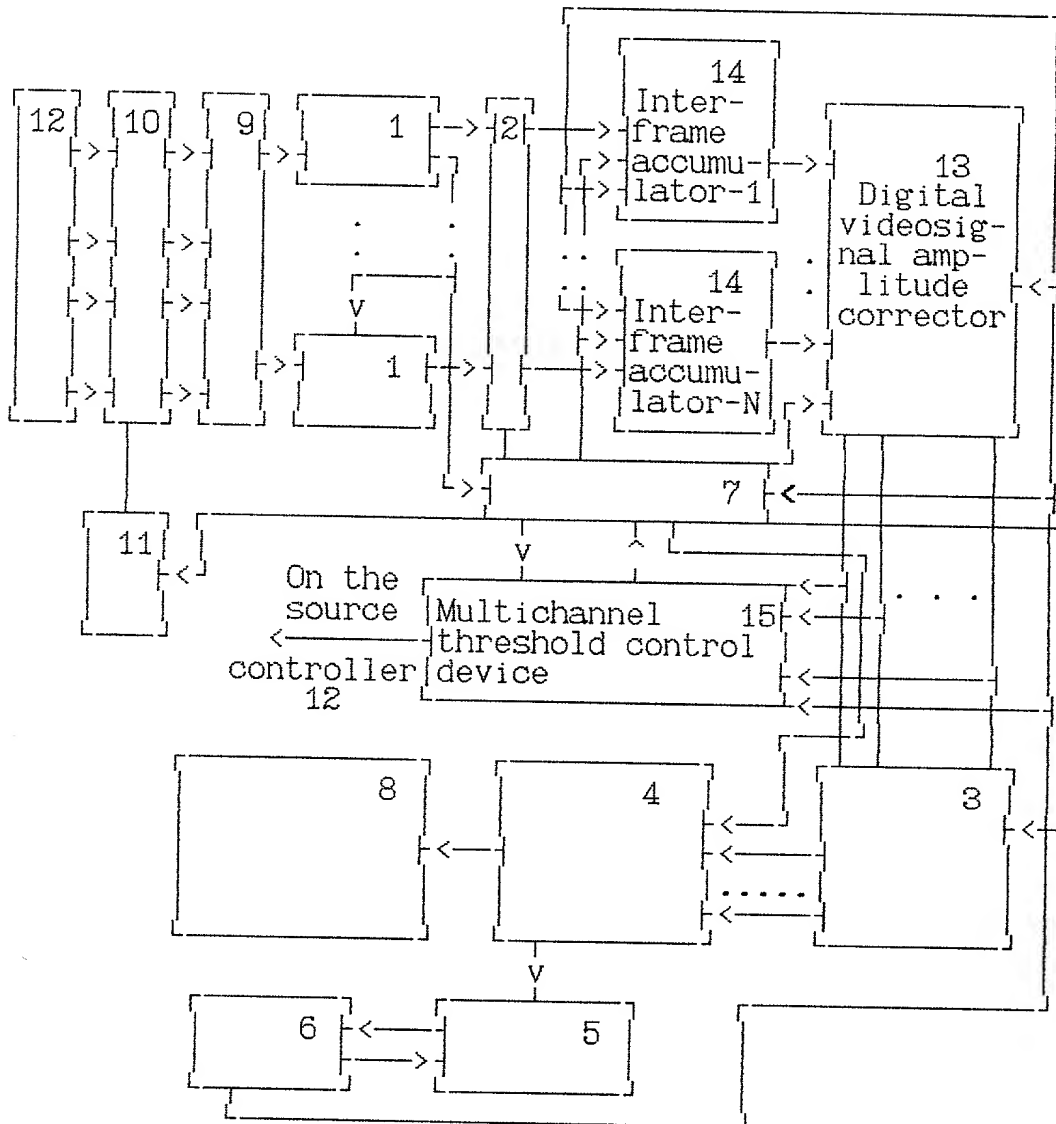 12
10
9
1
2
14
Inter-
frame
accumu-
lator-1
13
Digital
videosig-
nal amp-
litude
corrector
1
14
Inter-
frame
accumu-
lator-N
7
11
On the
source
controller
12
Multichannel 15
threshold control
device
8
4
3
6
5